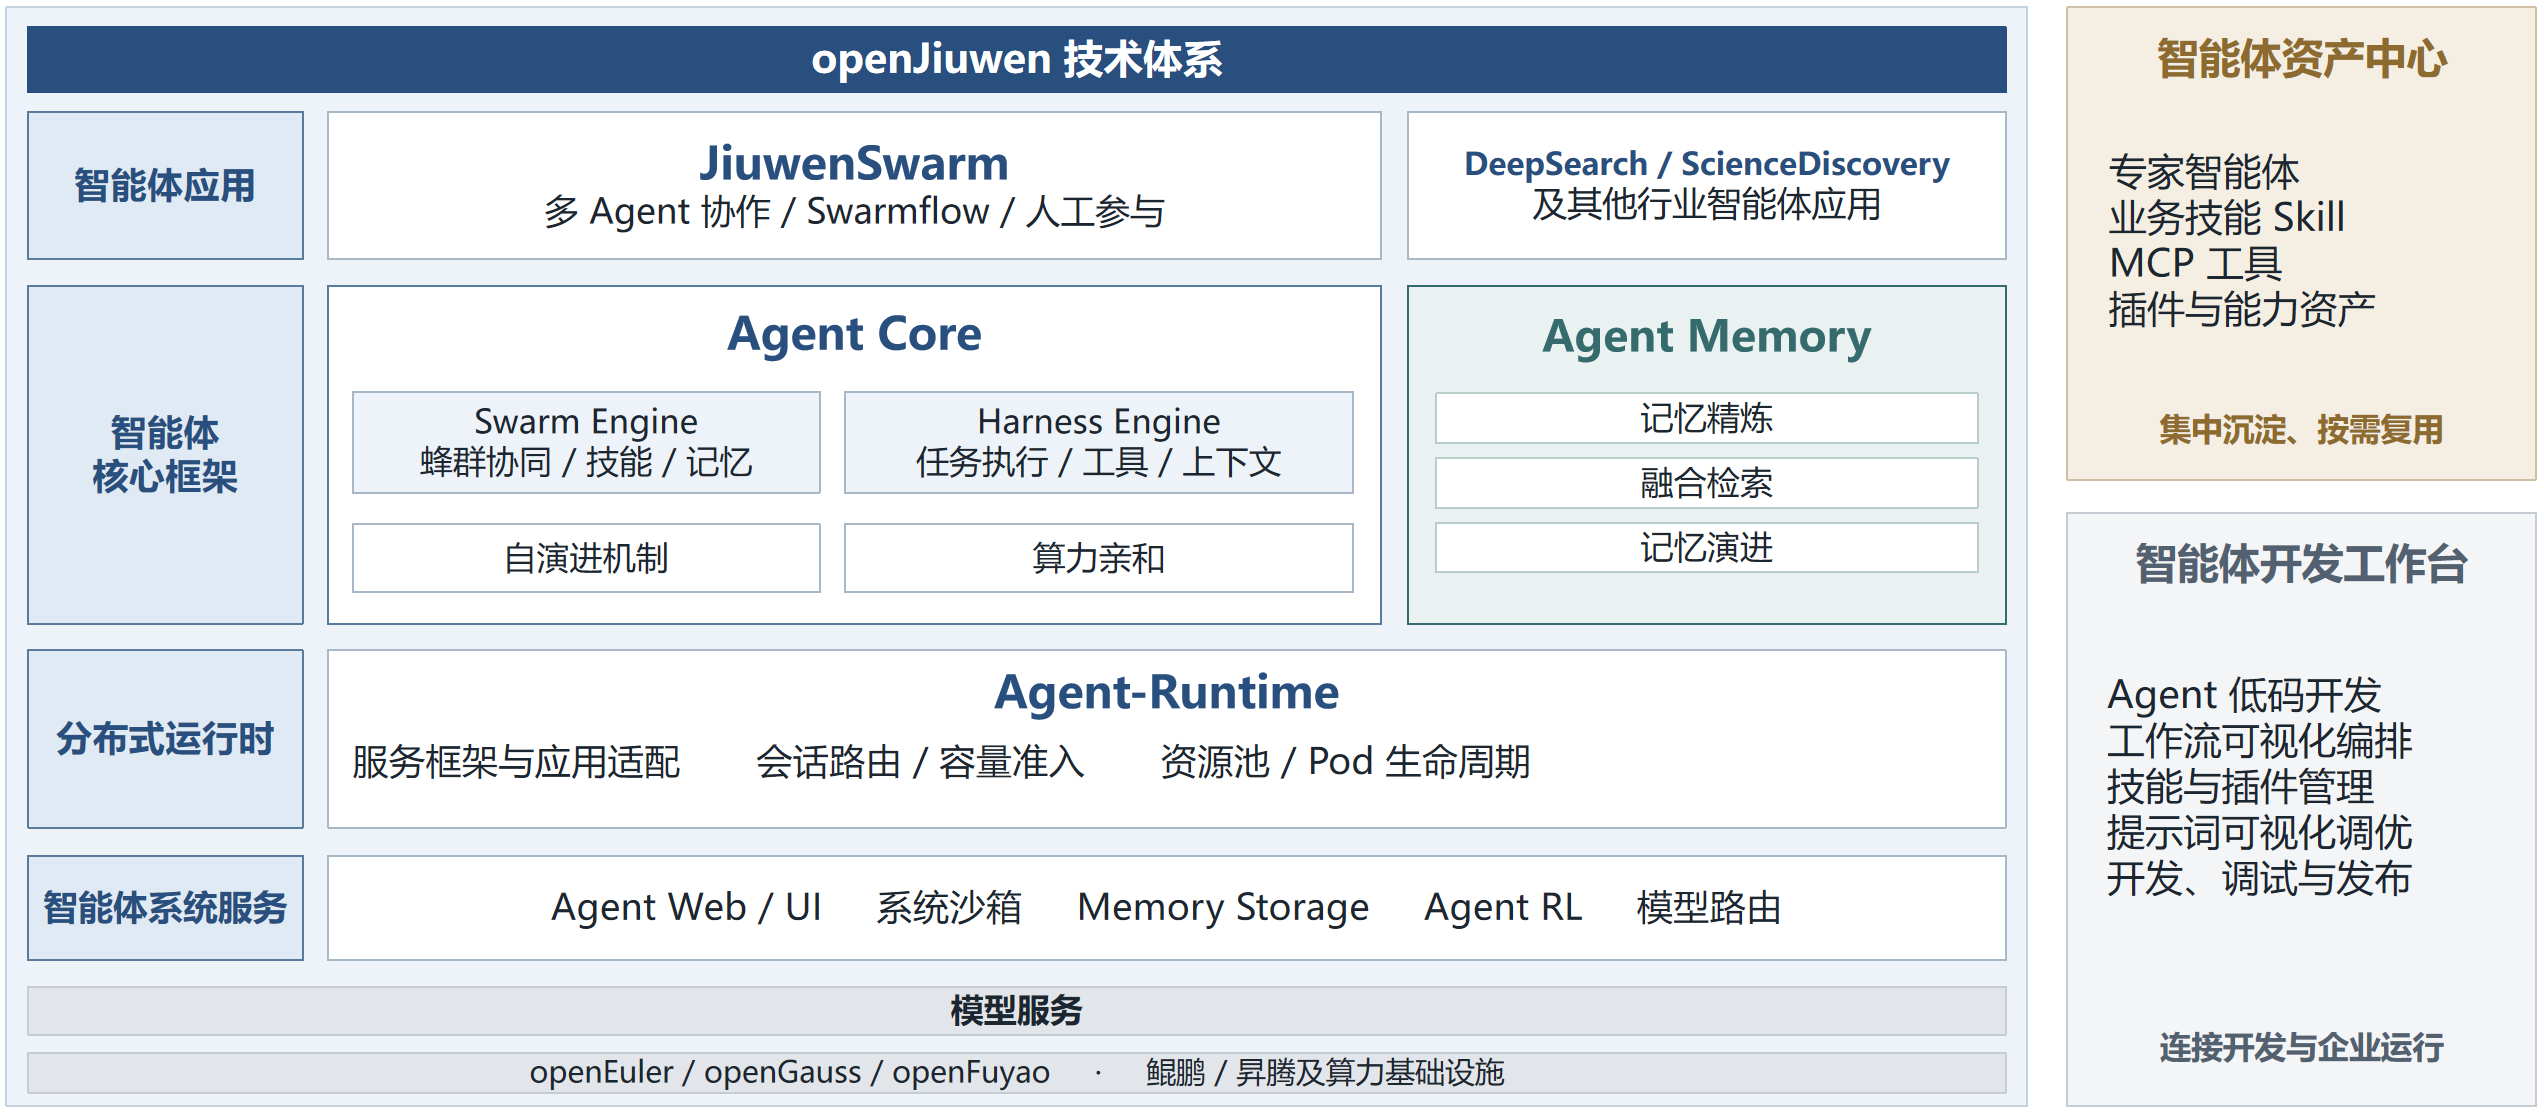 openJiuwen 技术体系
智能体应用
JiuwenSwarm
多 Agent 协作 / Swarmflow / 人工参与
DeepSearch / ScienceDiscovery
及其他行业智能体应用
智能体
核心框架
Agent Core
Swarm Engine
蜂群协同 / 技能 / 记忆
Harness Engine
任务执行 / 工具 / 上下文
自演进机制
算力亲和
Agent Memory
记忆精炼
融合检索
记忆演进
分布式运行时
Agent-Runtime
服务框架与应用适配
会话路由 / 容量准入
资源池 / Pod 生命周期
智能体系统服务
Agent Web / UI
系统沙箱
Memory Storage
Agent RL
模型路由
模型服务
openEuler / openGauss / openFuyao · 鲲鹏 / 昇腾及算力基础设施
智能体资产中心
专家智能体
业务技能 Skill
MCP 工具
插件与能力资产
集中沉淀、按需复用
智能体开发工作台
Agent 低码开发
工作流可视化编排
技能与插件管理
提示词可视化调优
开发、调试与发布
连接开发与企业运行